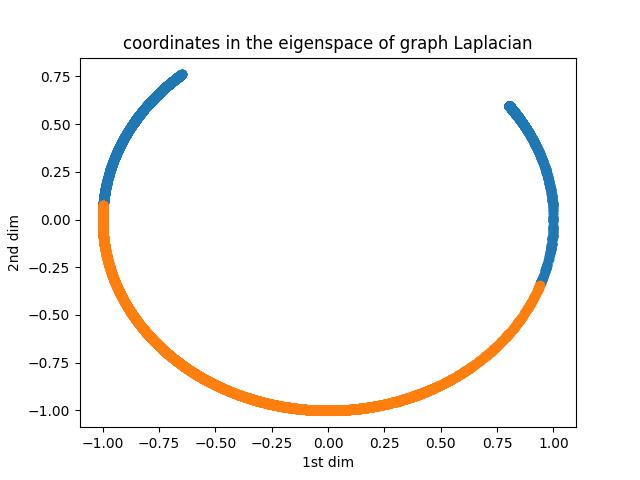 coordinates in the eigenspace of graph Laplacian
0.75
0.50
0.25
0.00
−0.25
−0.50
−0.75
−1.00
2nd dim
−1.00 −0.75 −0.50 −0.25 0.00 0.25 0.50 0.75 1.00
1st dim